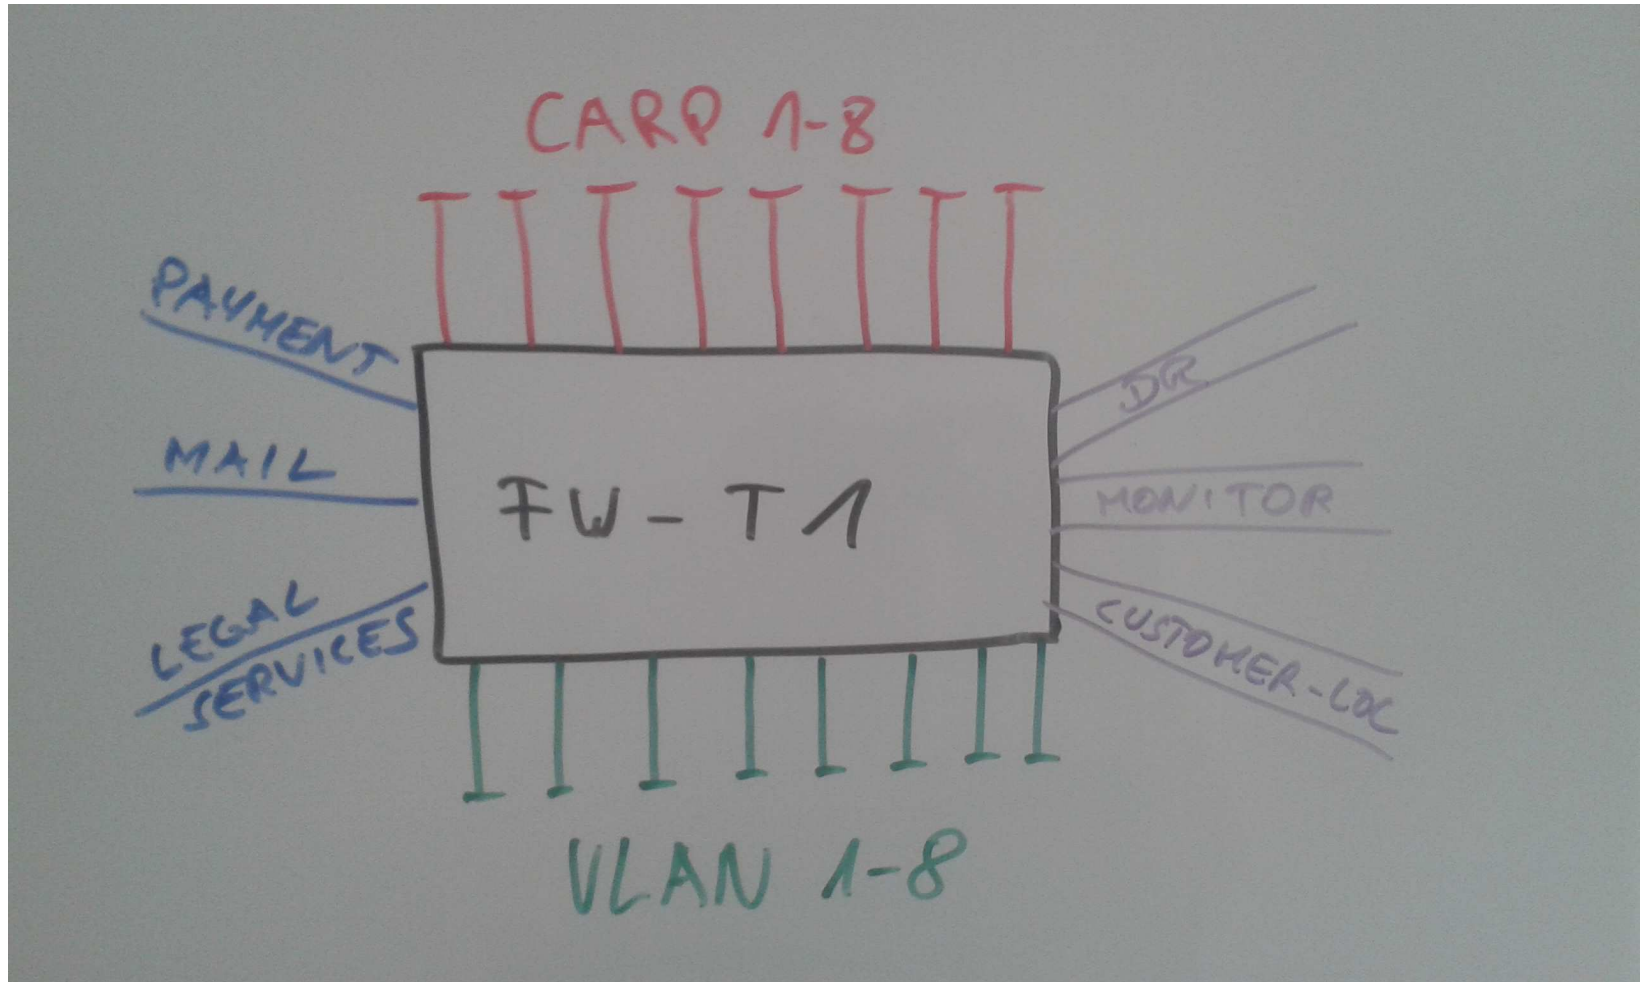 CARP 1-8
PAYMENT
MAIL
LEGAL
SERVICES
FW-T1
DR
MONITOR
CUSTOMER-LOC
VLAN 1-8